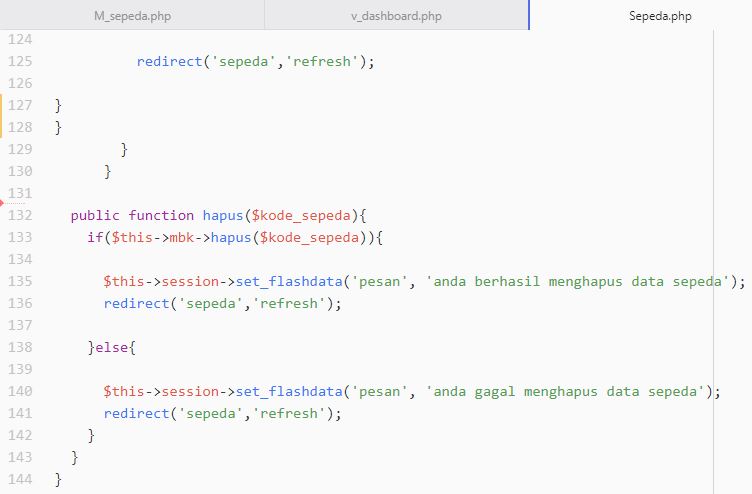 M_sepeda.php v_dashboard.php Sepeda.php
124
125 redirect('sepeda','refresh');
126
127 }
128 }
129 }
130 }
131
132 public function hapus($kode_sepeda){
133 if($this->mbk->hapus($kode_sepeda)){
134
135 $this->session->set_flashdata('pesan', 'anda berhasil menghapus data sepeda');
136 redirect('sepeda','refresh');
137
138 }else{
139
140 $this->session->set_flashdata('pesan', 'anda gagal menghapus data sepeda');
141 redirect('sepeda','refresh');
142 }
143 }
144 }